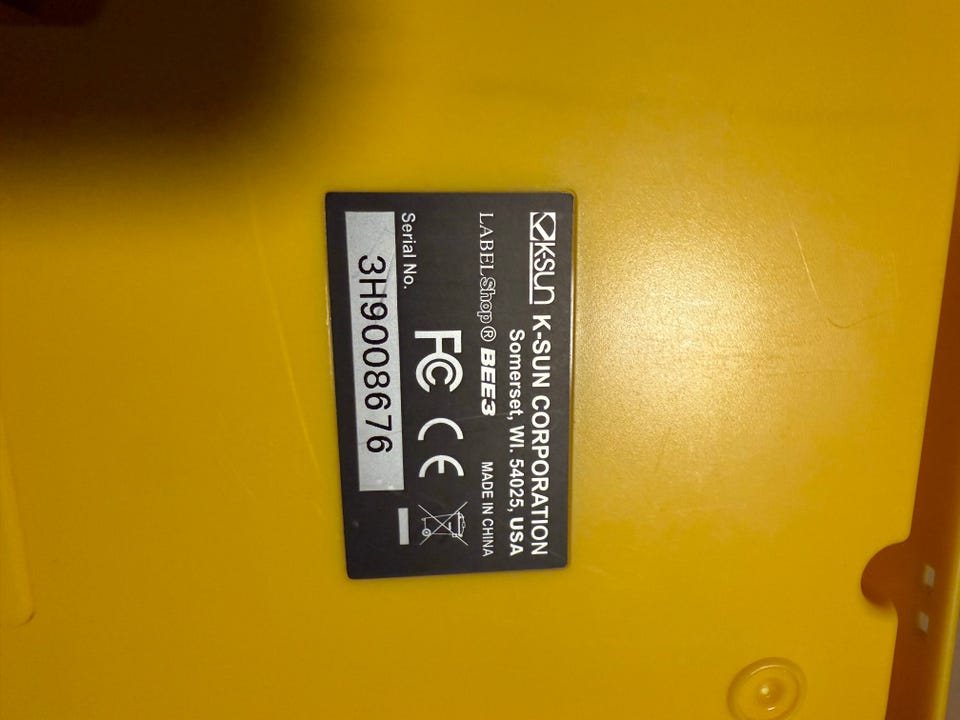 K-SUN K-SUN CORPORATION
Somerset, WI. 54025, USA
LABELShop® BEE3 MADE IN CHINA
Serial No. FC CE
3H9008676